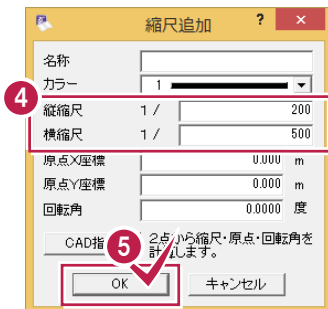 縮尺追加 ? ×
名称
カラー 1
4
縦縮尺 1 / 200
横縮尺 1 / 500
原点X座標 0.000 m
原点Y座標 0.000 m
回転角 0.0000 度
CAD指 2点から縮尺・原点・回転角を
計 します。
5
OK キャンセル